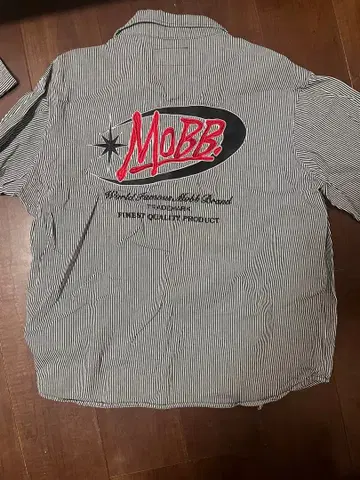 MOBB.
World Famous Mobb Brand
TRADEMARK
FINEST QUALITY PRODUCT